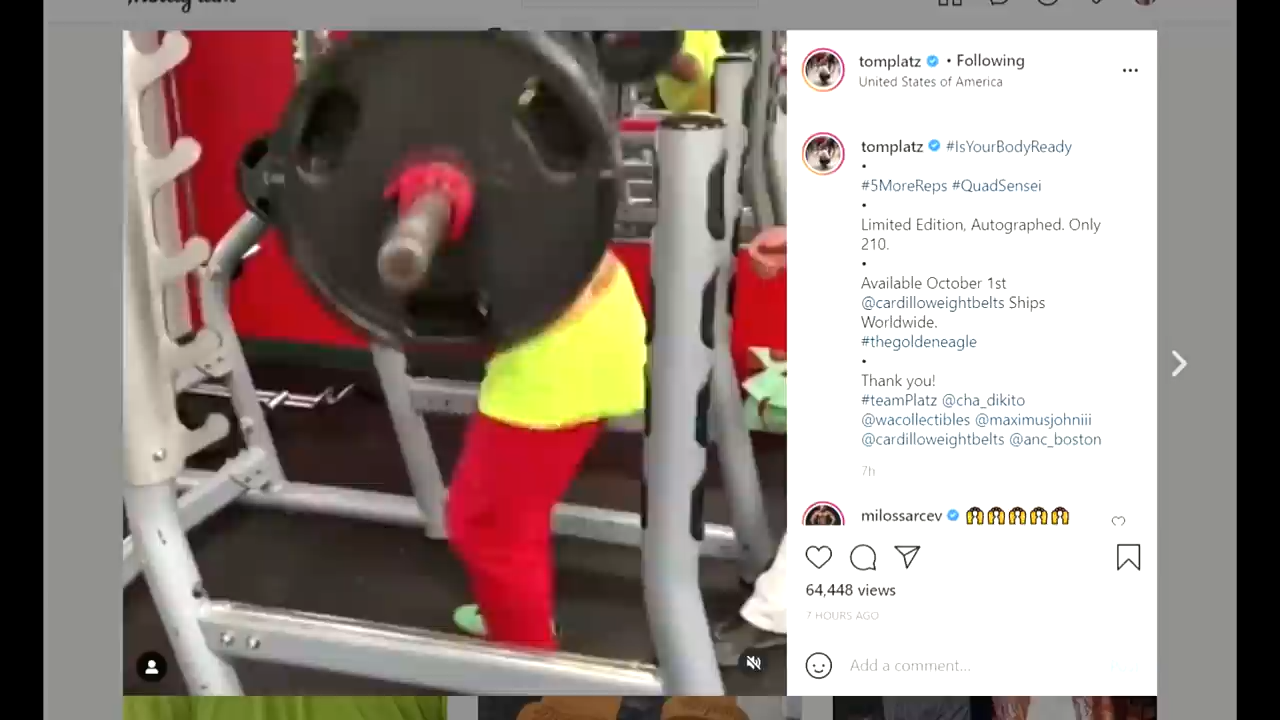 tomplatz • Following
United States of America
tomplatz #IsYourBodyReady
•
#5MoreReps #QuadSensei
•
Limited Edition, Autographed. Only
210.
•
Available October 1st
@cardilloweightbelts Ships
Worldwide.
#thegoldeneagle
•
Thank you!
#teamPlatz @cha_dikito
@wacollectibles @maximusjohniii
@cardilloweightbelts @anc_boston
7h
milossarcev 🙌🙌🙌🙌🙌
64,448 views
7 HOURS AGO
Add a comment...